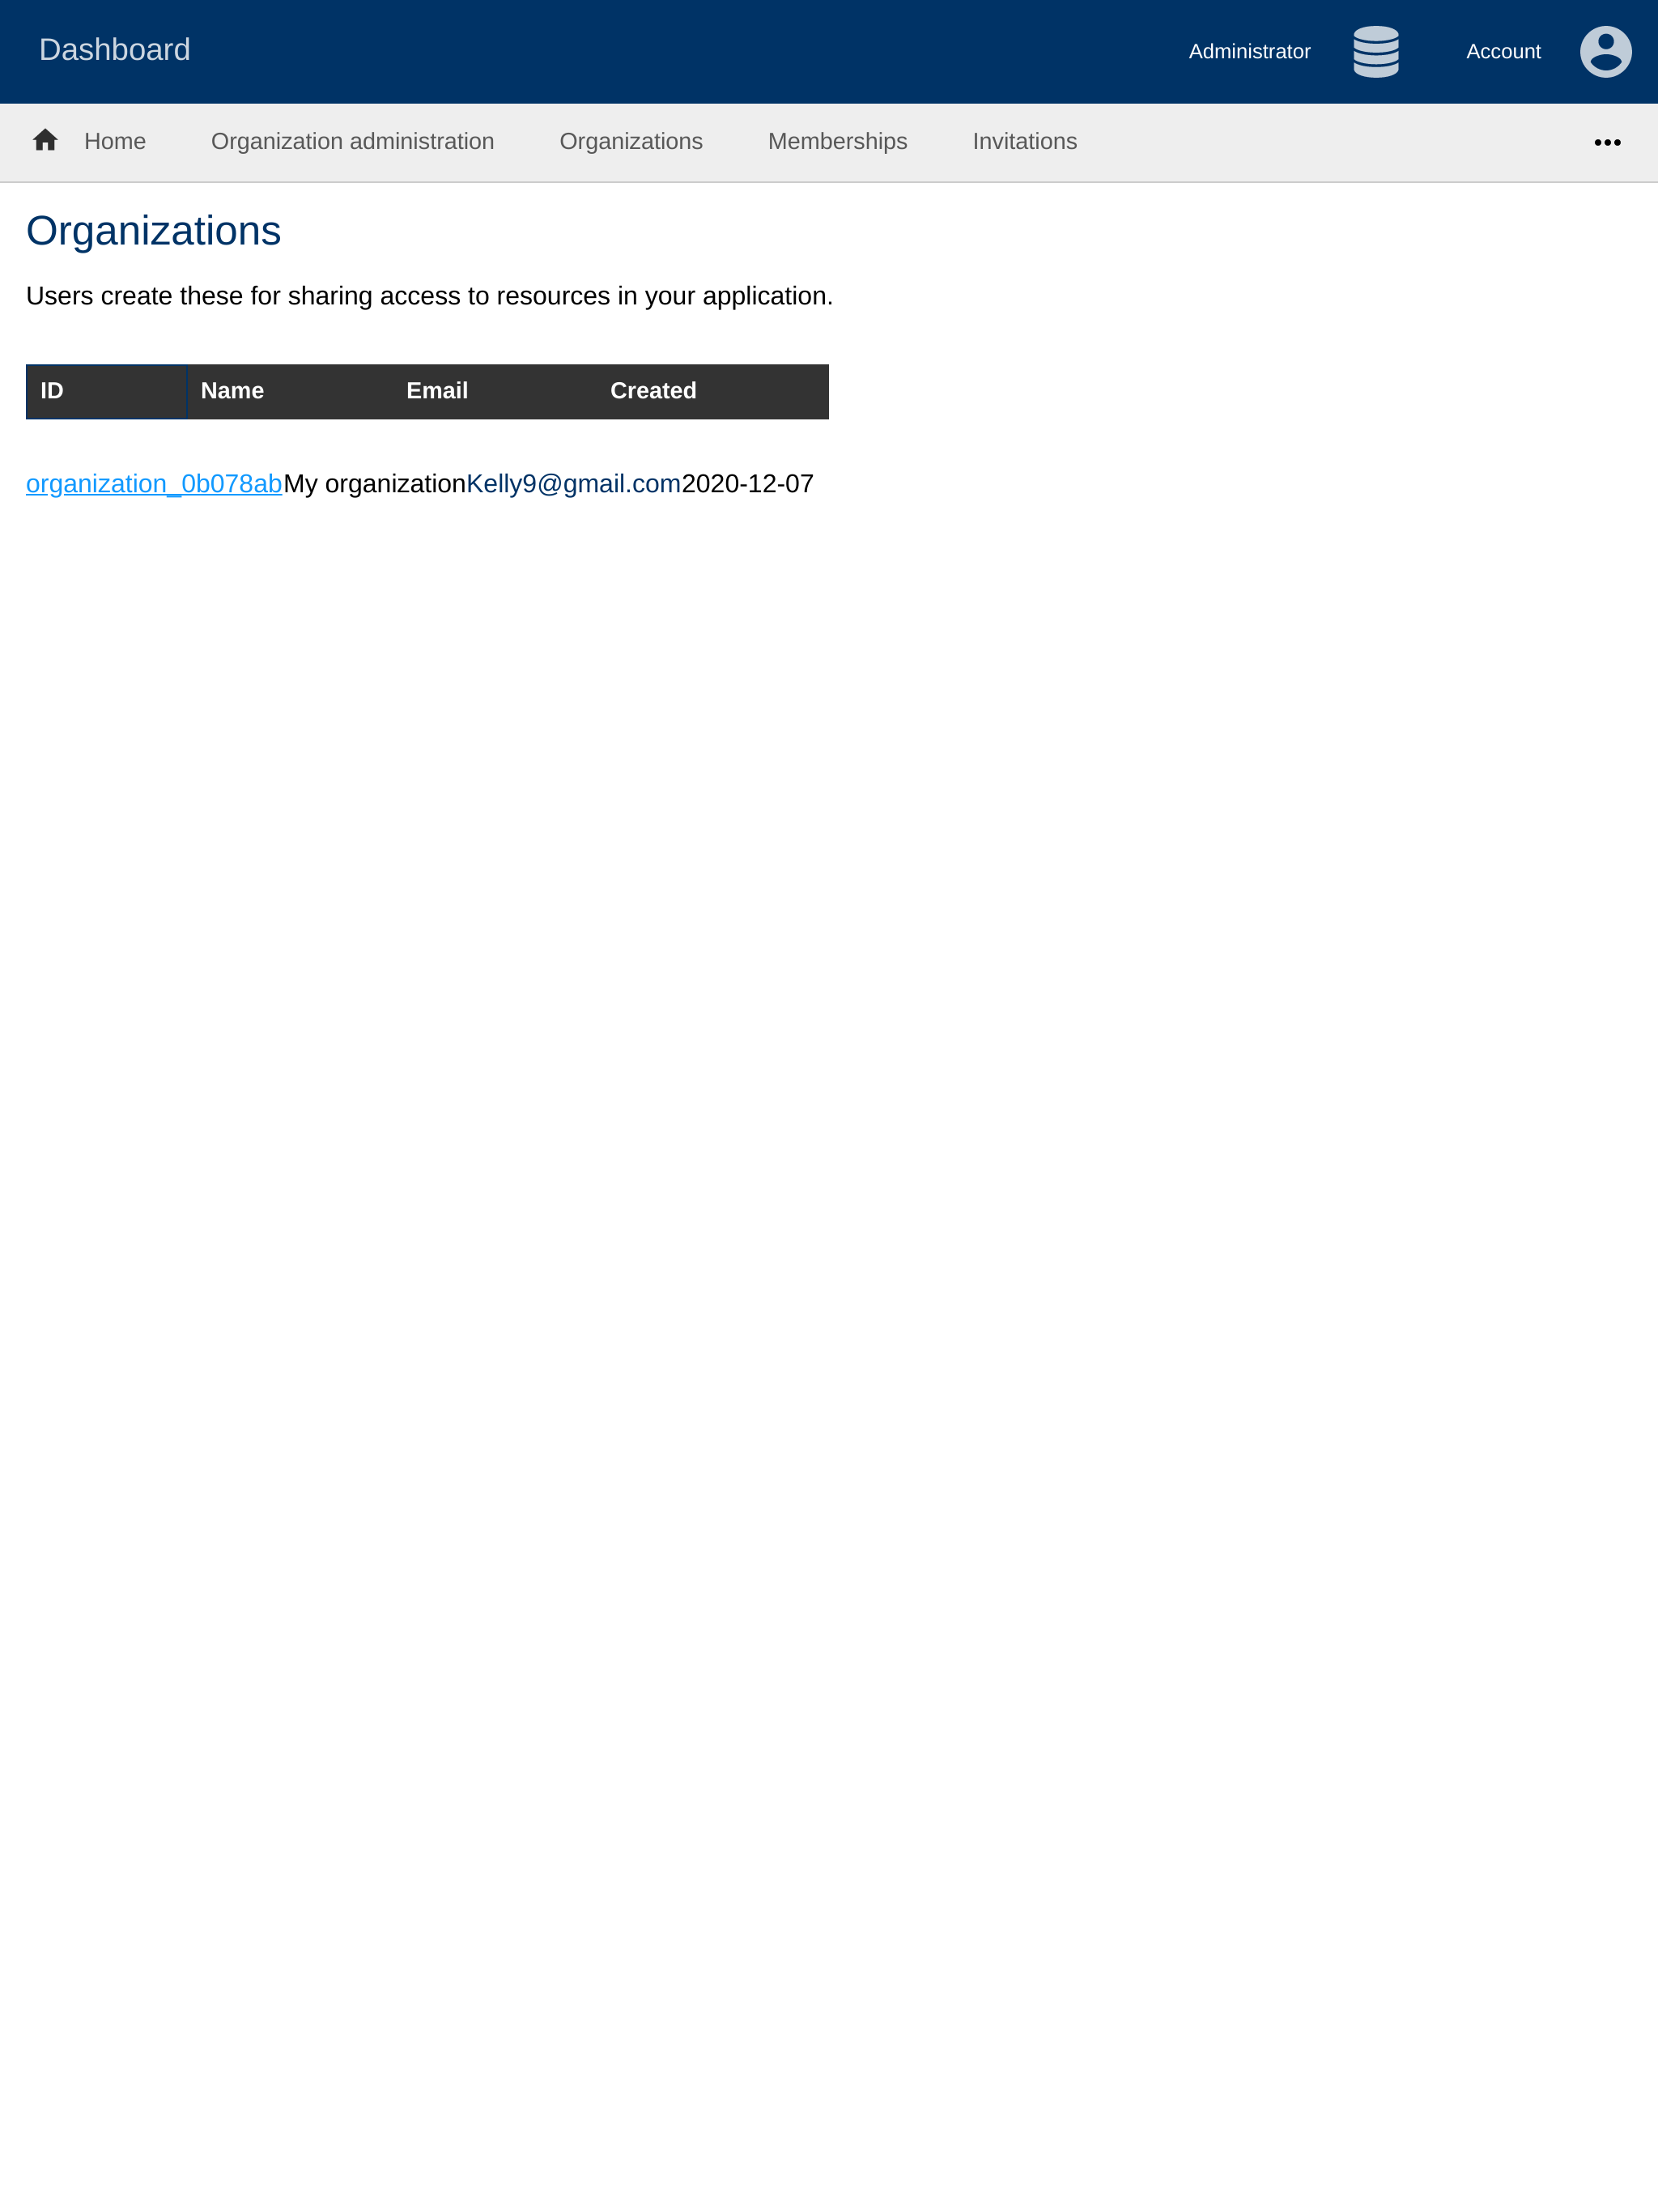 Dashboard
Administrator
Account
Home Organization administration Organizations Memberships Invitations
Organizations
Users create these for sharing access to resources in your application.
ID Name Email Created
organization_0b078abMy organizationKelly9@gmail.com2020-12-07